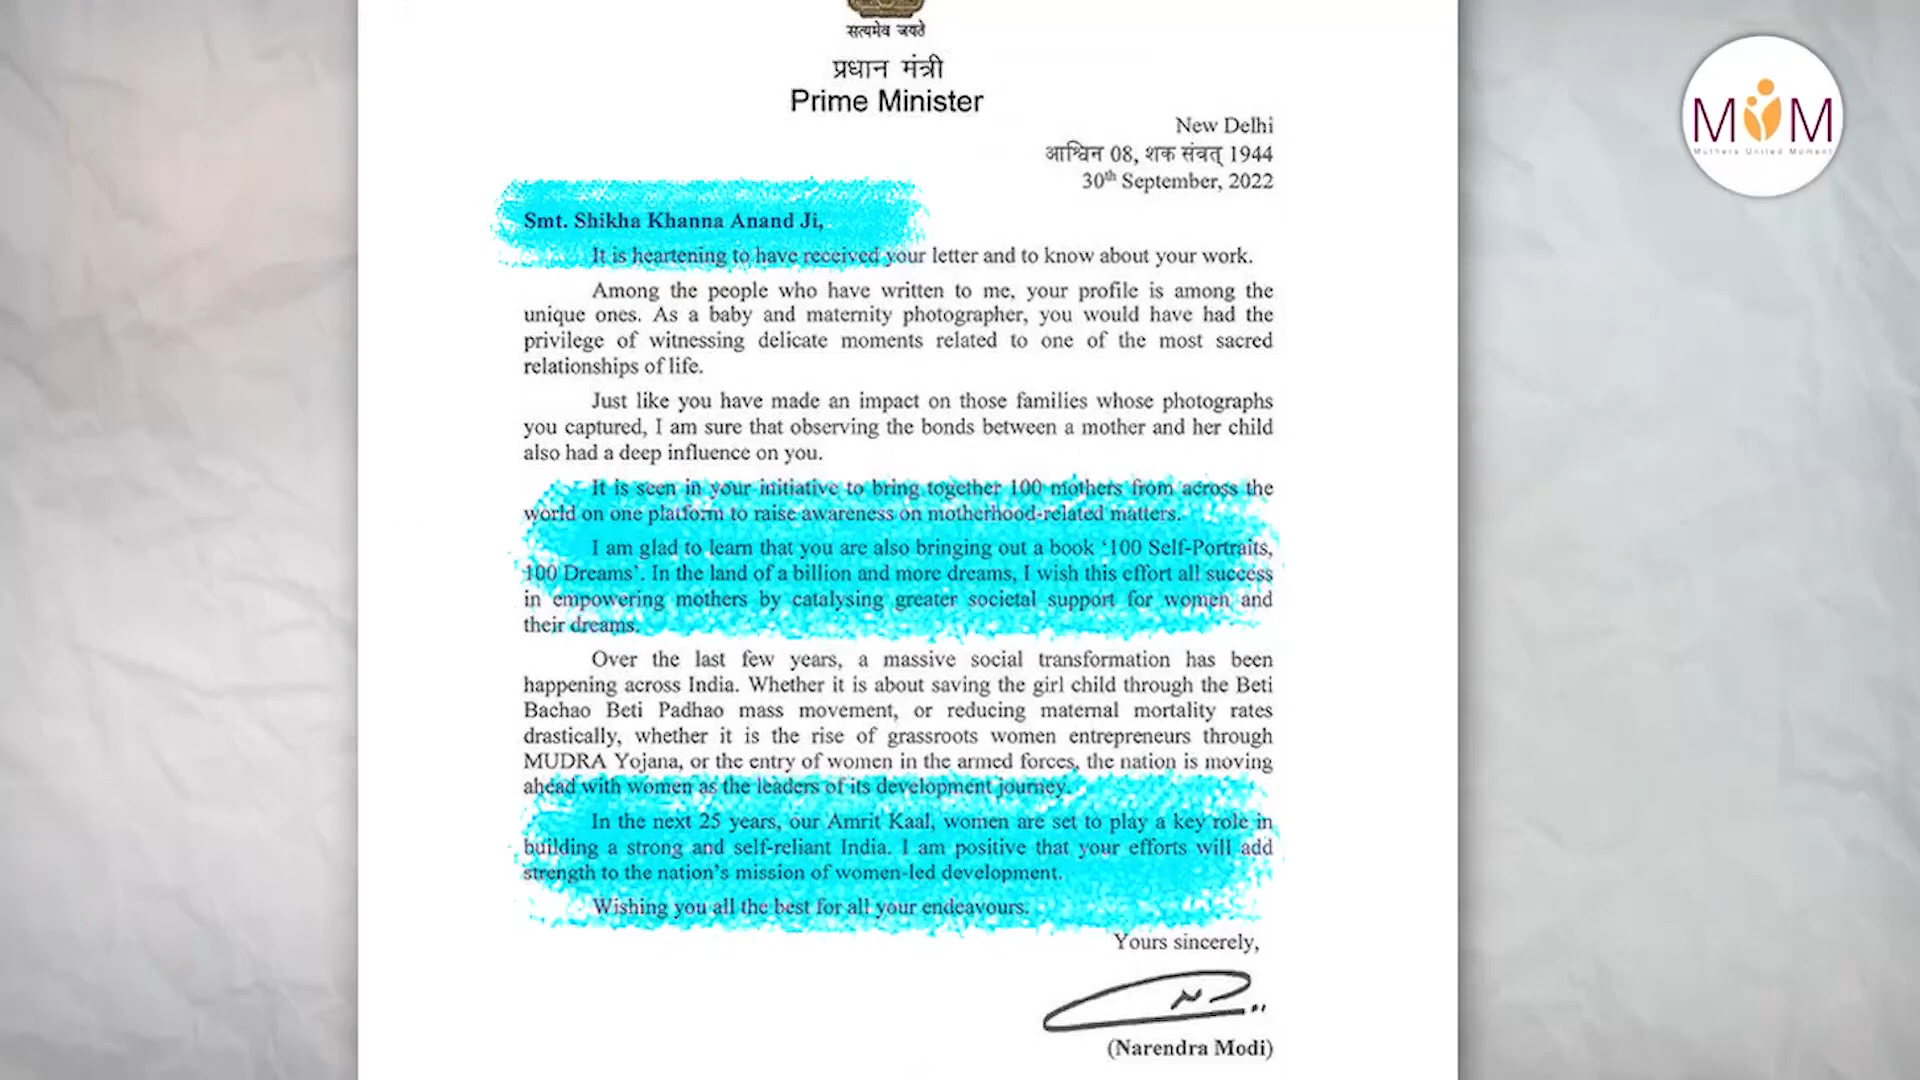 सत्यमेव जयते
प्रधान मंत्री
Prime Minister
New Delhi
आश्विन 08, शक संवत् 1944
30th September, 2022
Smt. Shikha Khanna Anand Ji,
It is heartening to have received your letter and to know about your work.
Among the people who have written to me, your profile is among the
unique ones. As a baby and maternity photographer, you would have had the
privilege of witnessing delicate moments related to one of the most sacred
relationships of life.
Just like you have made an impact on those families whose photographs
you captured, I am sure that observing the bonds between a mother and her child
also had a deep influence on you.
It is seen in your initiative to bring together 100 mothers from across the
world on one platform to raise awareness on motherhood-related matters.
I am glad to learn that you are also bringing out a book ‘100 Self-Portraits,
100 Dreams’. In the land of a billion and more dreams, I wish this effort all success
in empowering mothers by catalysing greater societal support for women and
their dreams.
Over the last few years, a massive social transformation has been
happening across India. Whether it is about saving the girl child through the Beti
Bachao Beti Padhao mass movement, or reducing maternal mortality rates
drastically, whether it is the rise of grassroots women entrepreneurs through
MUDRA Yojana, or the entry of women in the armed forces, the nation is moving
ahead with women as the leaders of its development journey.
In the next 25 years, our Amrit Kaal, women are set to play a key role in
building a strong and self-reliant India. I am positive that your efforts will add
strength to the nation’s mission of women-led development.
Wishing you all the best for all your endeavours.
Yours sincerely,
(Narendra Modi)
MUM
Mothers United Moment